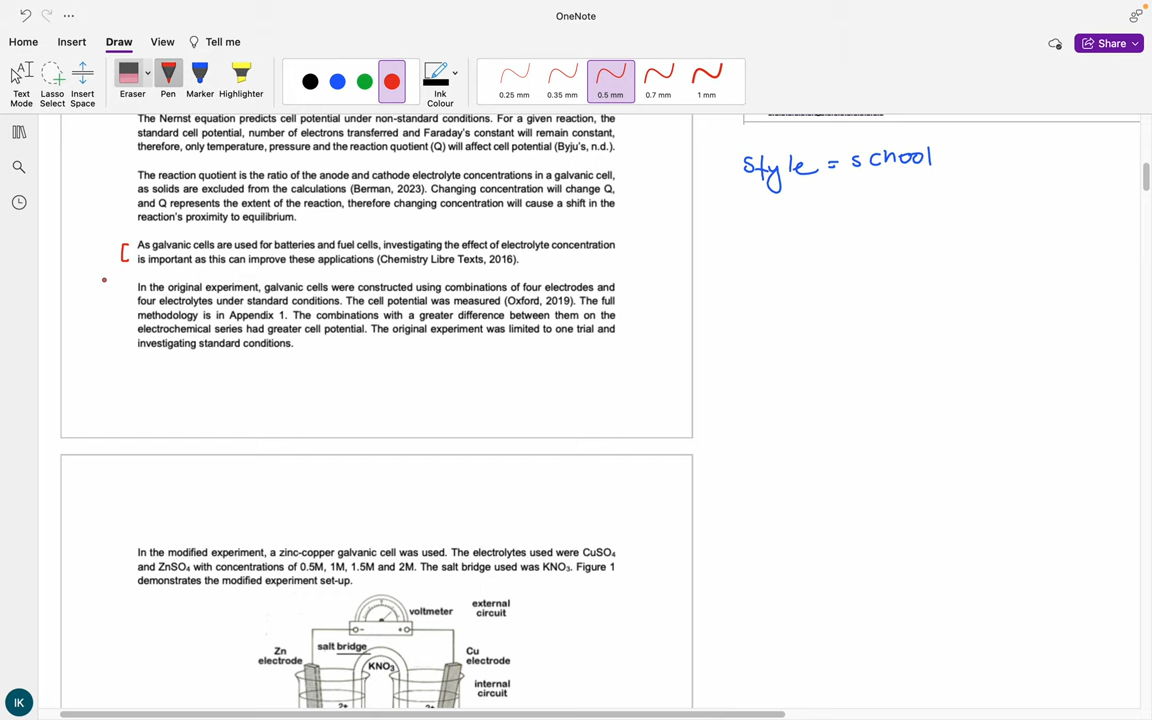 OneNote
Home Insert Draw View Tell me
Share
Text Mode
Lasso Select
Insert Space
Eraser
Pen
Marker
Highlighter
Ink Colour
0.25 mm
0.35 mm
0.5 mm
0.7 mm
1 mm
The Nernst equation predicts cell potential under non-standard conditions. For a given reaction, the
standard cell potential, number of electrons transferred and Faraday's constant will remain constant,
therefore, only temperature, pressure and the reaction quotient (Q) will affect cell potential (Byju's, n.d.).
style = school
The reaction quotient is the ratio of the anode and cathode electrolyte concentrations in a galvanic cell,
as solids are excluded from the calculations (Berman, 2023). Changing concentration will change Q,
and Q represents the extent of the reaction, therefore changing concentration will cause a shift in the
reaction's proximity to equilibrium.
[ As galvanic cells are used for batteries and fuel cells, investigating the effect of electrolyte concentration
is important as this can improve these applications (Chemistry Libre Texts, 2016).
In the original experiment, galvanic cells were constructed using combinations of four electrodes and
four electrolytes under standard conditions. The cell potential was measured (Oxford, 2019). The full
methodology is in Appendix 1. The combinations with a greater difference between them on the
electrochemical series had greater cell potential. The original experiment was limited to one trial and
investigating standard conditions.
In the modified experiment, a zinc-copper galvanic cell was used. The electrolytes used were CuSO₄
and ZnSO₄ with concentrations of 0.5M, 1M, 1.5M and 2M. The salt bridge used was KNO₃. Figure 1
demonstrates the modified experiment set-up.
voltmeter
external
circuit
Zn
electrode
salt bridge
KNO₃
Cu
electrode
internal
circuit
IK